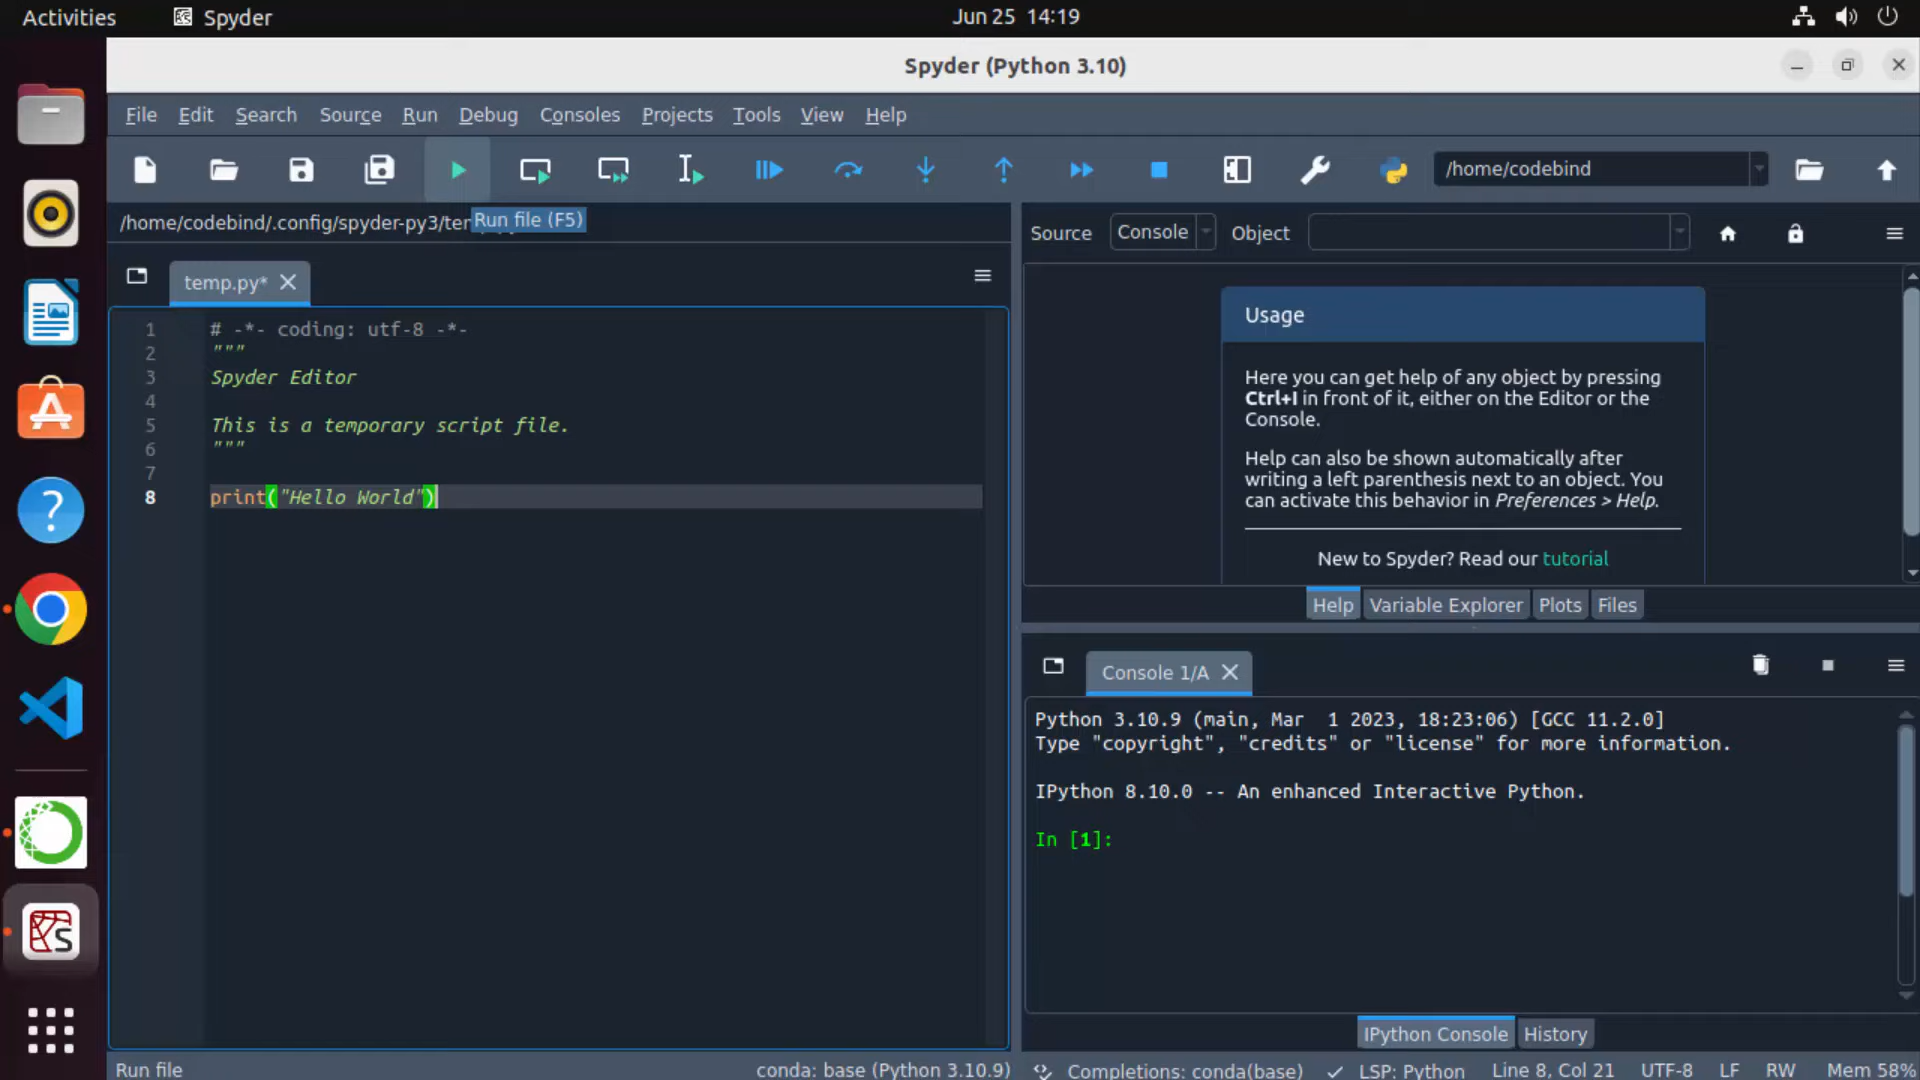 Activities
Spyder
Jun 25 14:19
Spyder (Python 3.10)
File Edit Search Source Run Debug Consoles Projects Tools View Help
/home/codebind
/home/codebind/.config/spyder-py3/
Run file (F5)
Source Console Object
temp.py*
1 # -*- coding: utf-8 -*-
2 """
3 Spyder Editor
4
5 This is a temporary script file.
6 """
7
8 print("Hello World")
Usage
Here you can get help of any object by pressing
Ctrl+I in front of it, either on the Editor or the
Console.
Help can also be shown automatically after
writing a left parenthesis next to an object. You
can activate this behavior in Preferences > Help.
New to Spyder? Read our tutorial
Help Variable Explorer Plots Files
Console 1/A
Python 3.10.9 (main, Mar 1 2023, 18:23:06) [GCC 11.2.0]
Type "copyright", "credits" or "license" for more information.
IPython 8.10.0 -- An enhanced Interactive Python.
In [1]:
IPython Console History
Run file
conda: base (Python 3.10.9)
Completions: conda(base)
LSP: Python
Line 8, Col 21
UTF-8
LF
RW
Mem 58%